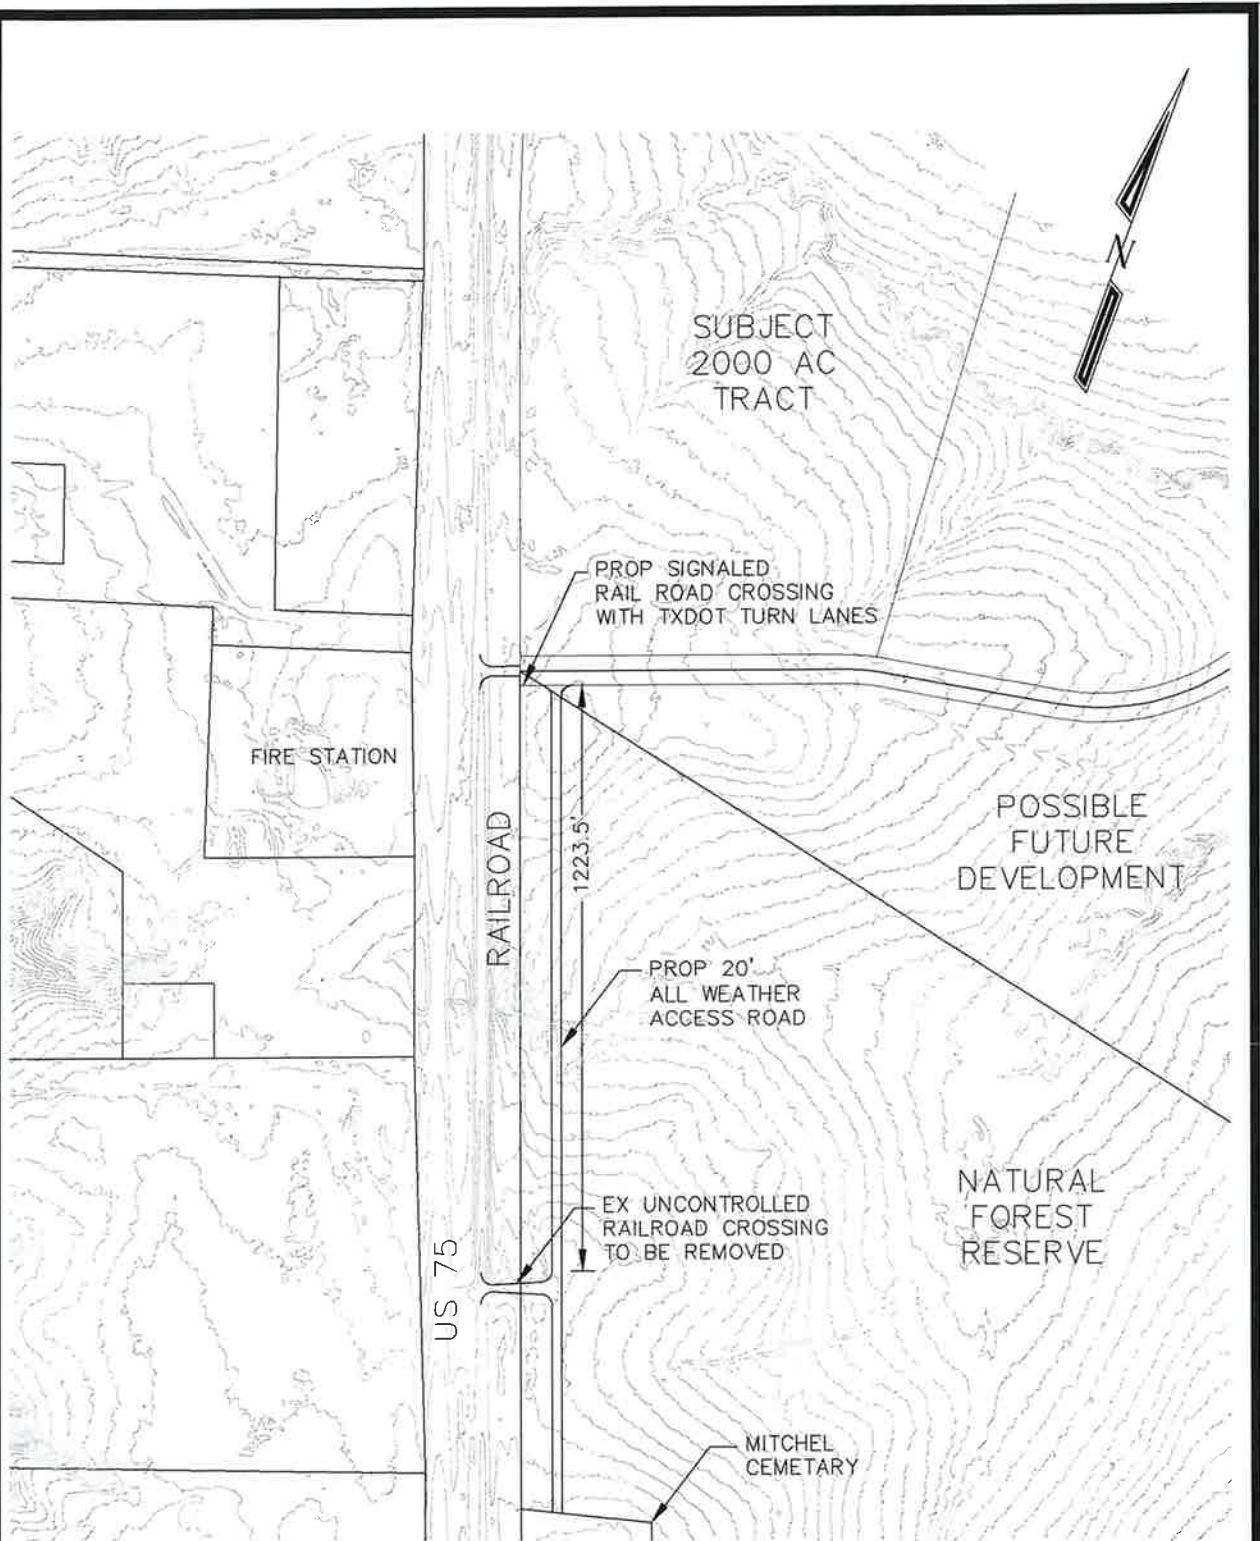 N
SUBJECT
2000 AC
TRACT
PROP SIGNALED
RAIL ROAD CROSSING
WITH TXDOT TURN LANES
FIRE STATION
RAILROAD
1223.5'
POSSIBLE
FUTURE
DEVELOPMENT
PROP 20'
ALL WEATHER
ACCESS ROAD
EX UNCONTROLLED
RAILROAD CROSSING
TO BE REMOVED
NATURAL
FOREST
RESERVE
US 75
MITCHEL
CEMETARY